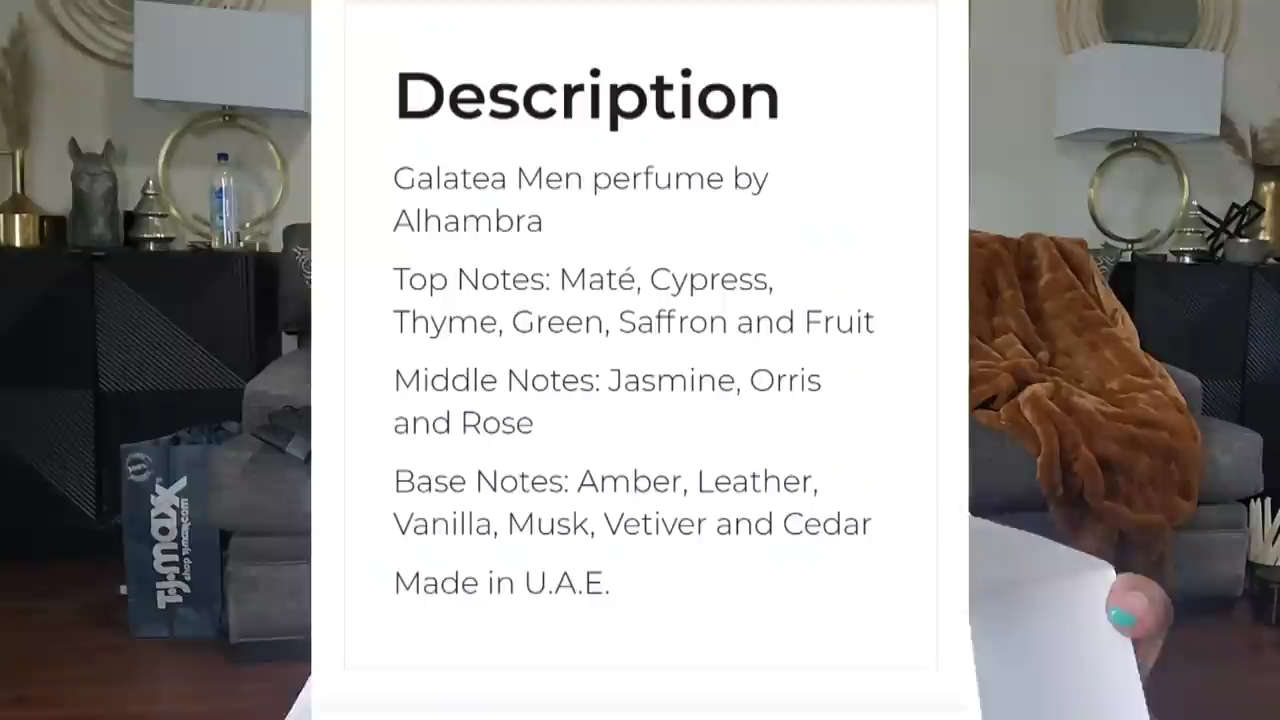 Description
Galatea Men perfume by
Alhambra
Top Notes: Maté, Cypress,
Thyme, Green, Saffron and Fruit
Middle Notes: Jasmine, Orris
and Rose
Base Notes: Amber, Leather,
Vanilla, Musk, Vetiver and Cedar
Made in U.A.E.
T.J.maxx
shop tjmaxx.com